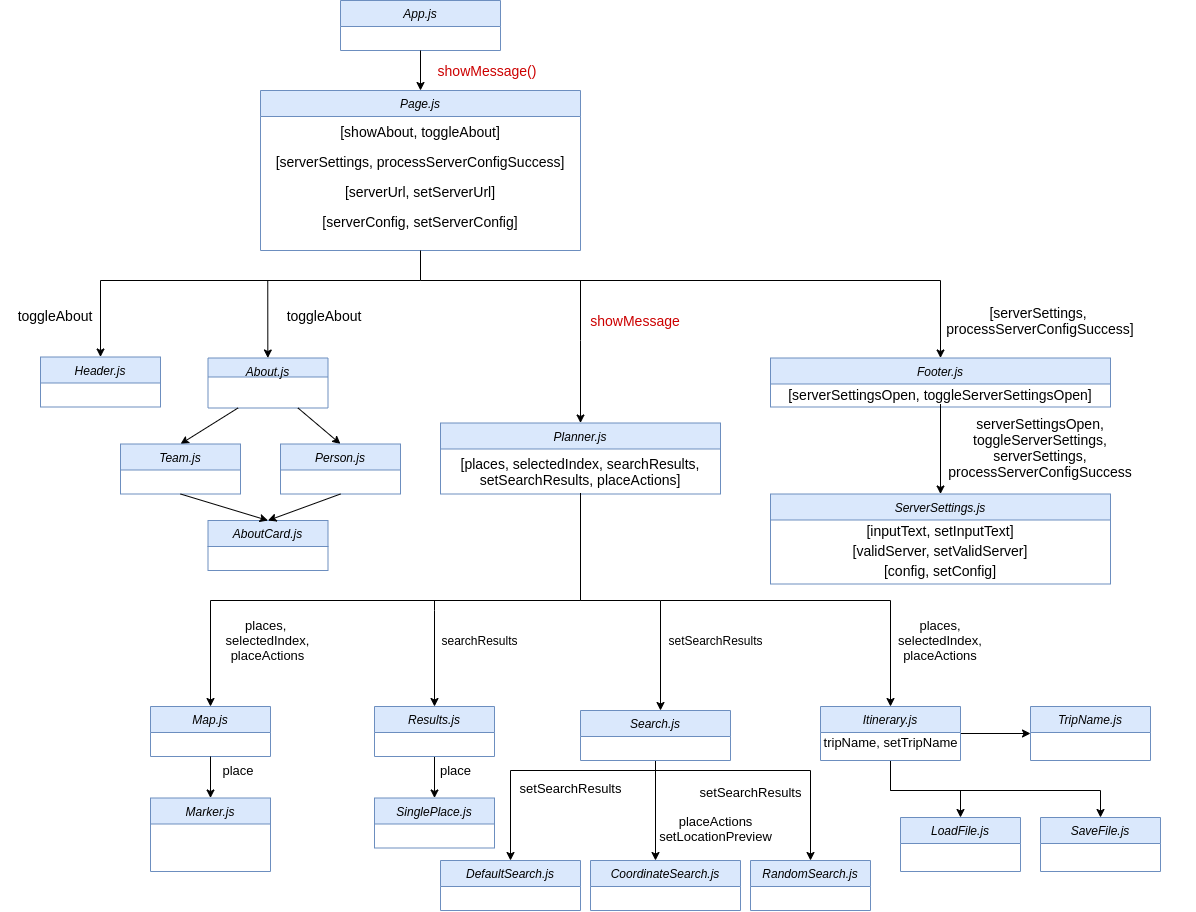 App.js
showMessage()
Page.js
[showAbout, toggleAbout]
[serverSettings, processServerConfigSuccess]
[serverUrl, setServerUrl]
[serverConfig, setServerConfig]
toggleAbout
toggleAbout
showMessage
[serverSettings,
processServerConfigSuccess]
Header.js
About.js
Footer.js
[serverSettingsOpen, toggleServerSettingsOpen]
Team.js
Person.js
AboutCard.js
Planner.js
[places, selectedIndex, searchResults,
setSearchResults, placeActions]
serverSettingsOpen,
toggleServerSettings,
serverSettings,
processServerConfigSuccess
ServerSettings.js
[inputText, setInputText]
[validServer, setValidServer]
[config, setConfig]
places,
selectedIndex,
placeActions
searchResults
setSearchResults
places,
selectedIndex,
placeActions
Map.js
Results.js
Search.js
Itinerary.js
tripName, setTripName
TripName.js
place
place
setSearchResults
setSearchResults
placeActions
setLocationPreview
Marker.js
SinglePlace.js
LoadFile.js
SaveFile.js
DefaultSearch.js
CoordinateSearch.js
RandomSearch.js